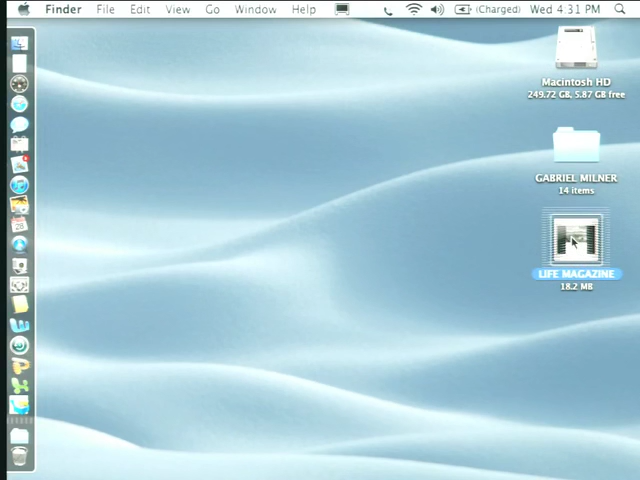 Finder File Edit View Go Window Help (Charged) Wed 4:31 PM
Macintosh HD
249.72 GB, 5.87 GB free
GABRIEL MILNER
14 items
LIFE MAGAZINE
18.2 MB
28